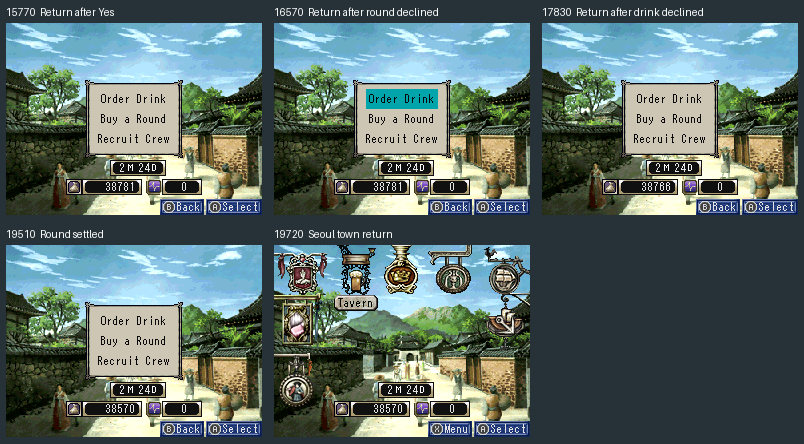 15770 Return after Yes
Order Drink
Buy a Round
Recruit Crew
2M 24D
38781 0
Ⓑ Back Ⓐ Select
16570 Return after round declined
Order Drink
Buy a Round
Recruit Crew
2M 24D
38781 0
Ⓑ Back Ⓐ Select
17830 Return after drink declined
Order Drink
Buy a Round
Recruit Crew
2M 24D
38766 0
Ⓑ Back Ⓐ Select
19510 Round settled
Order Drink
Buy a Round
Recruit Crew
2M 24D
38570 0
Ⓑ Back Ⓐ Select
19720 Seoul town return
Tavern
2M 24D
38570 0
Ⓧ Menu Ⓐ Select